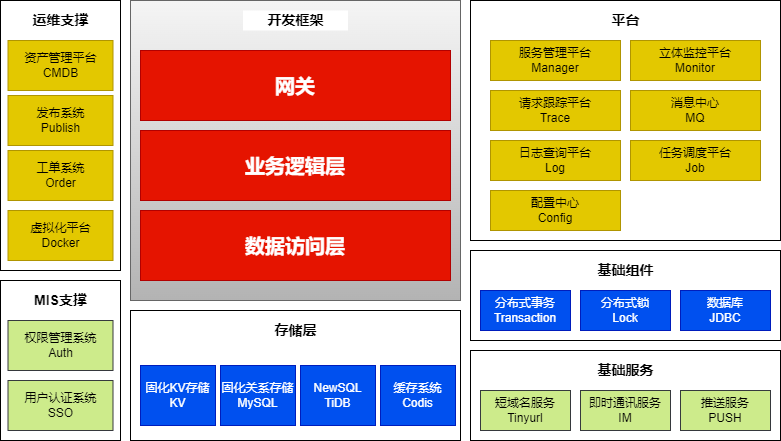 运维支撑
资产管理平台
CMDB
发布系统
Publish
工单系统
Order
虚拟化平台
Docker
MIS支撑
权限管理系统
Auth
用户认证系统
SSO
开发框架
网关
业务逻辑层
数据访问层
存储层
固化KV存储
KV
固化关系存储
MySQL
NewSQL
TiDB
缓存系统
Codis
平台
服务管理平台
Manager
立体监控平台
Monitor
请求跟踪平台
Trace
消息中心
MQ
日志查询平台
Log
任务调度平台
Job
配置中心
Config
基础组件
分布式事务
Transaction
分布式锁
Lock
数据库
JDBC
基础服务
短域名服务
Tinyurl
即时通讯服务
IM
推送服务
PUSH